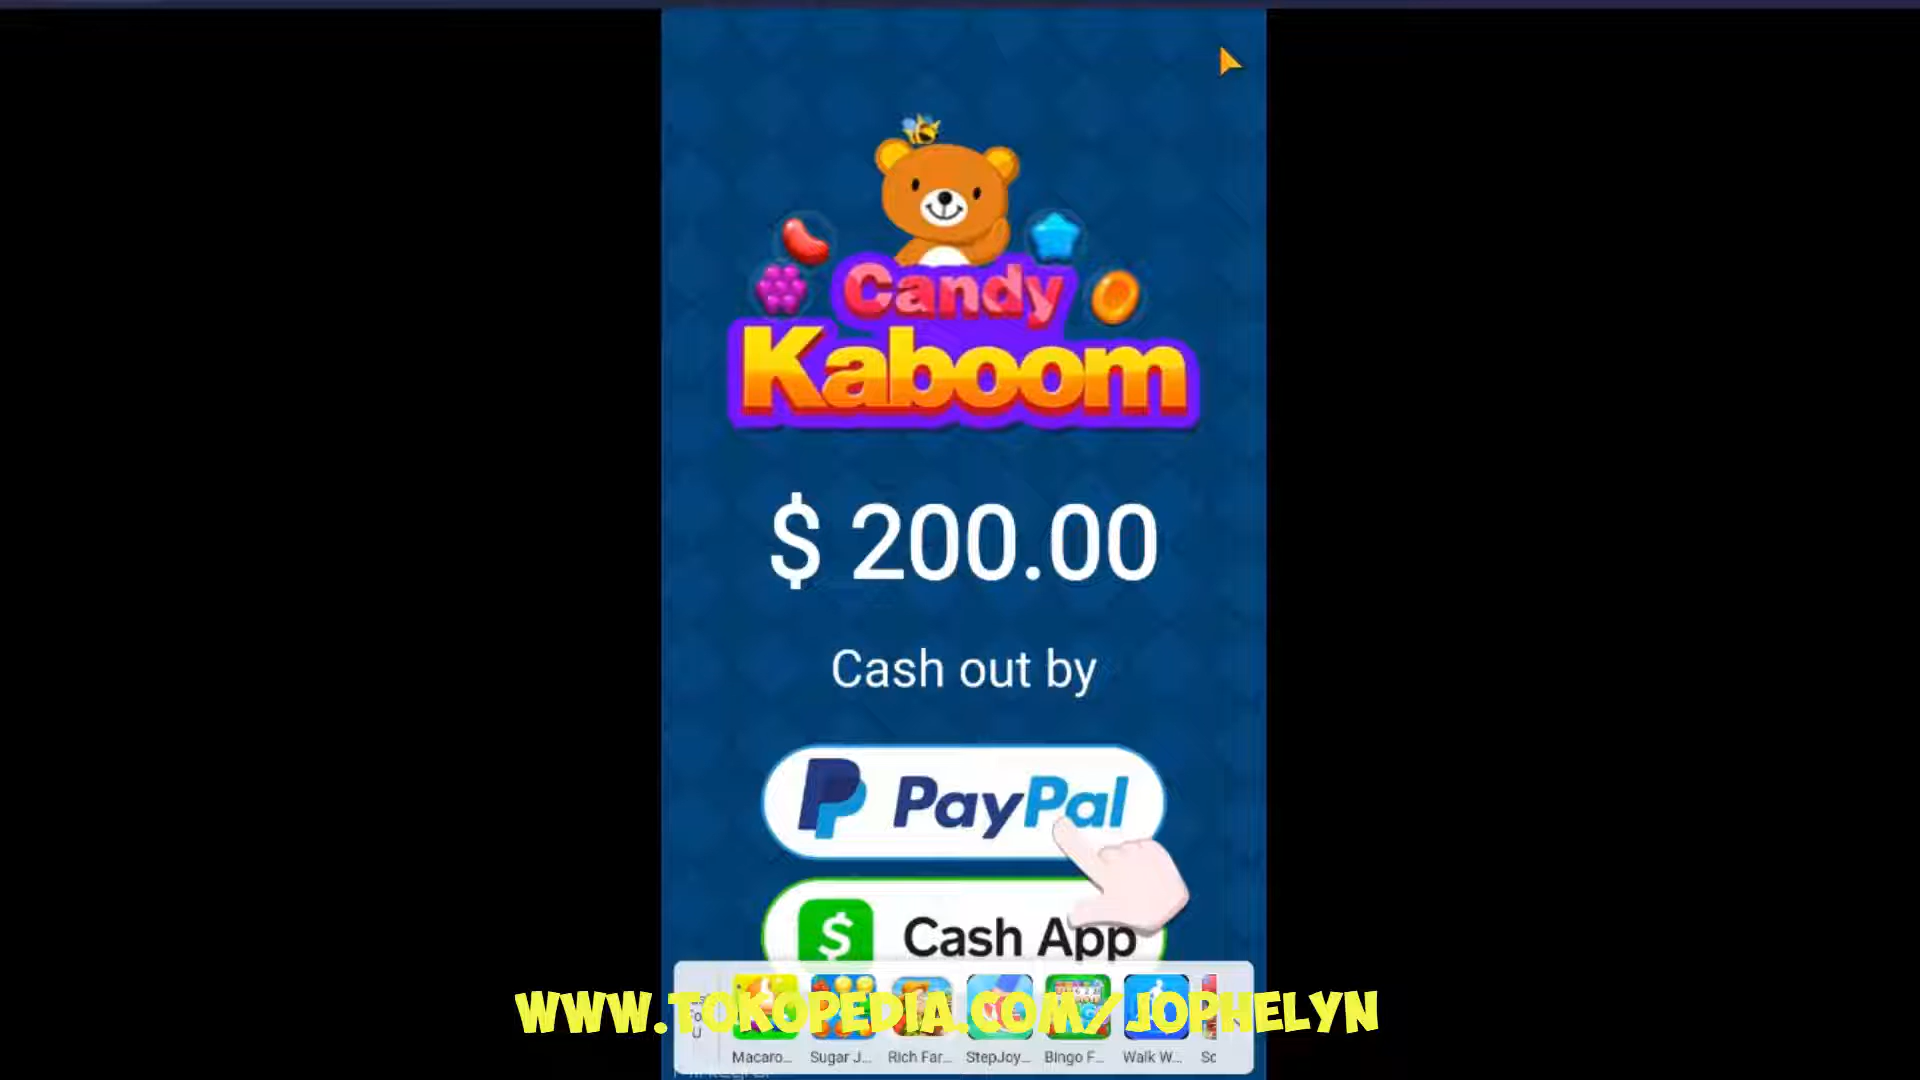 Candy
Kaboom
$ 200.00
Cash out by
PayPal
$ Cash App
WWW.TOKOPEDIA.COM/JOPHELYN
Macaro... Sugar J... Rich Far... StepJoy... Bingo F... Walk W... Sc